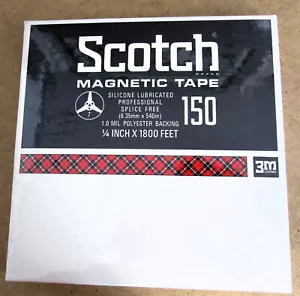 Scotch
BRAND
MAGNETIC TAPE
7"
SILICONE LUBRICATED
PROFESSIONAL
SPLICE FREE
(6.35mm x 540m)
1.0 MIL POLYESTER BACKING
150
¼ INCH X 1800 FEET
3M